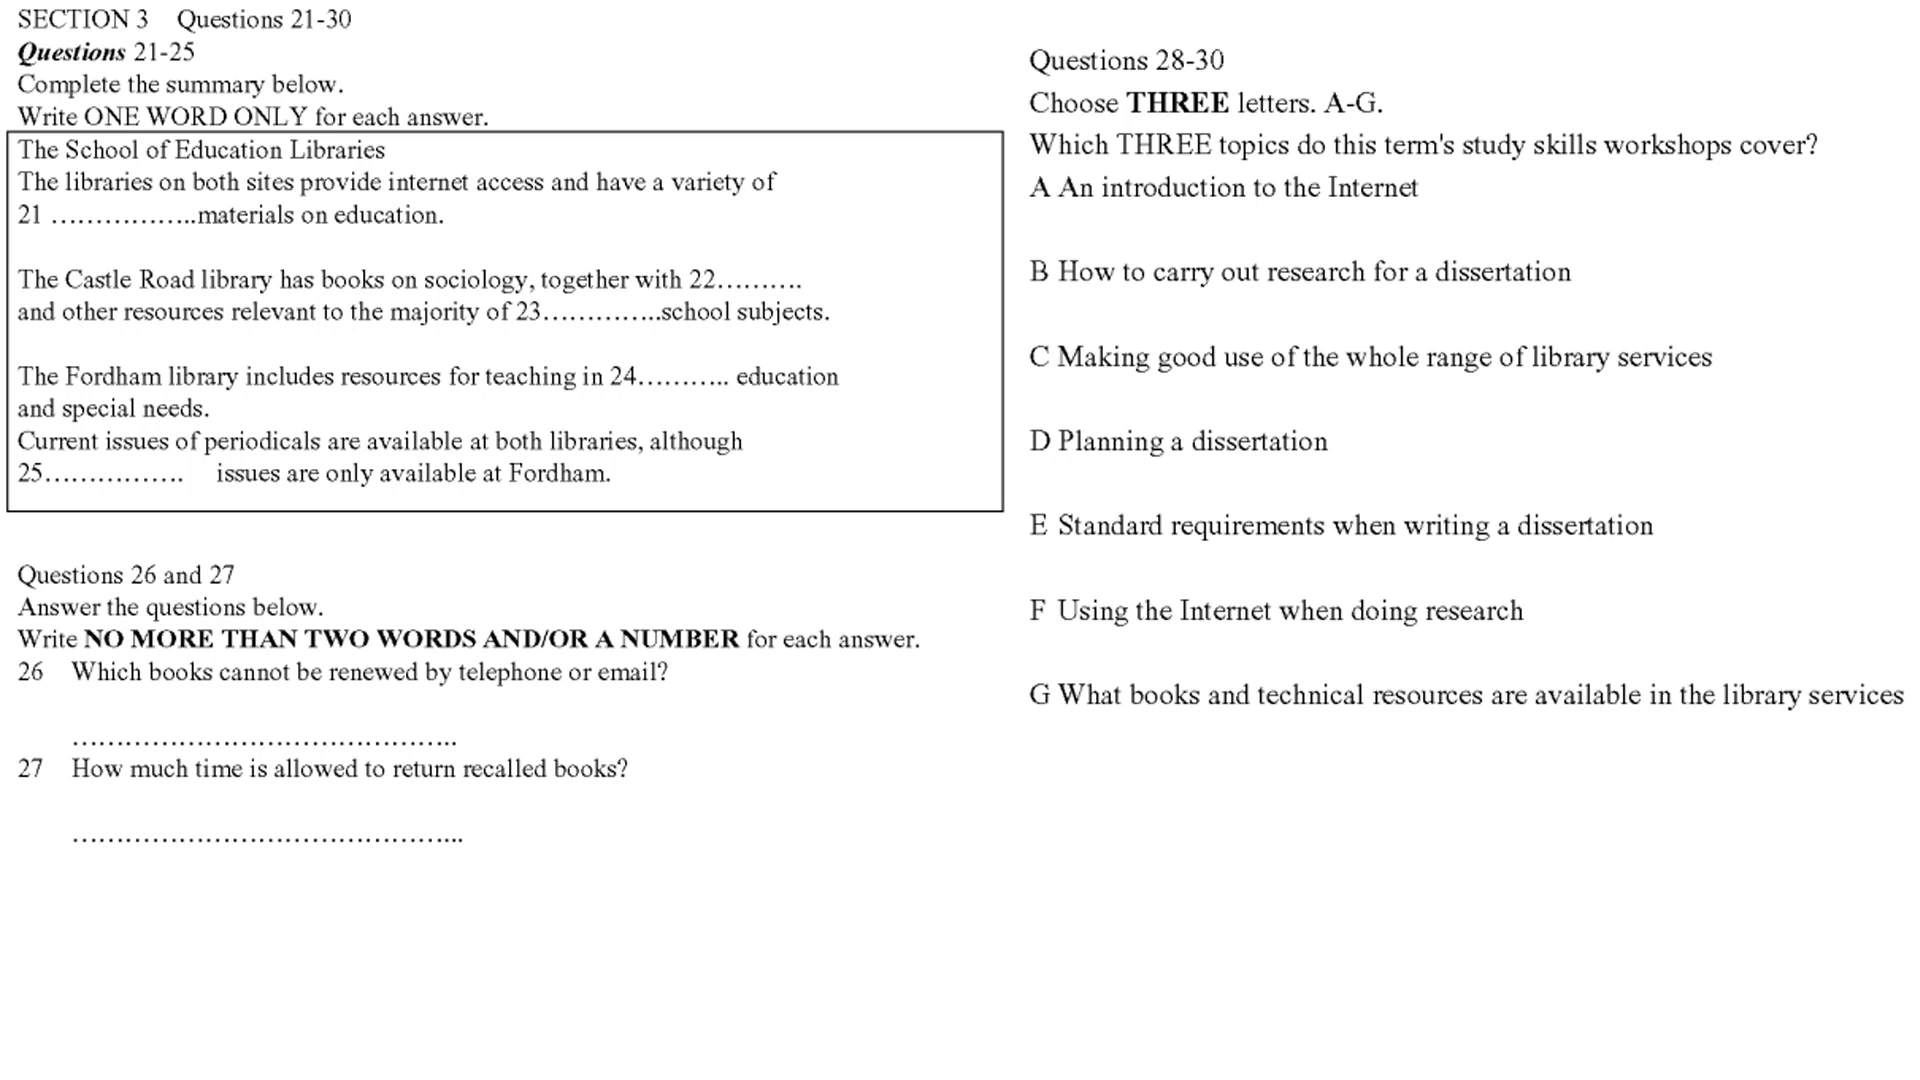 SECTION 3 Questions 21-30
Questions 21-25
Complete the summary below.
Write ONE WORD ONLY for each answer.
The School of Education Libraries
The libraries on both sites provide internet access and have a variety of
21 ……………..materials on education.
The Castle Road library has books on sociology, together with 22……….
and other resources relevant to the majority of 23…………..school subjects.
The Fordham library includes resources for teaching in 24……….. education
and special needs.
Current issues of periodicals are available at both libraries, although
25……………. issues are only available at Fordham.
Questions 26 and 27
Answer the questions below.
Write NO MORE THAN TWO WORDS AND/OR A NUMBER for each answer.
26 Which books cannot be renewed by telephone or email?
……………………………………..
27 How much time is allowed to return recalled books?
……………………………………...
Questions 28-30
Choose THREE letters. A-G.
Which THREE topics do this term's study skills workshops cover?
A An introduction to the Internet
B How to carry out research for a dissertation
C Making good use of the whole range of library services
D Planning a dissertation
E Standard requirements when writing a dissertation
F Using the Internet when doing research
G What books and technical resources are available in the library services